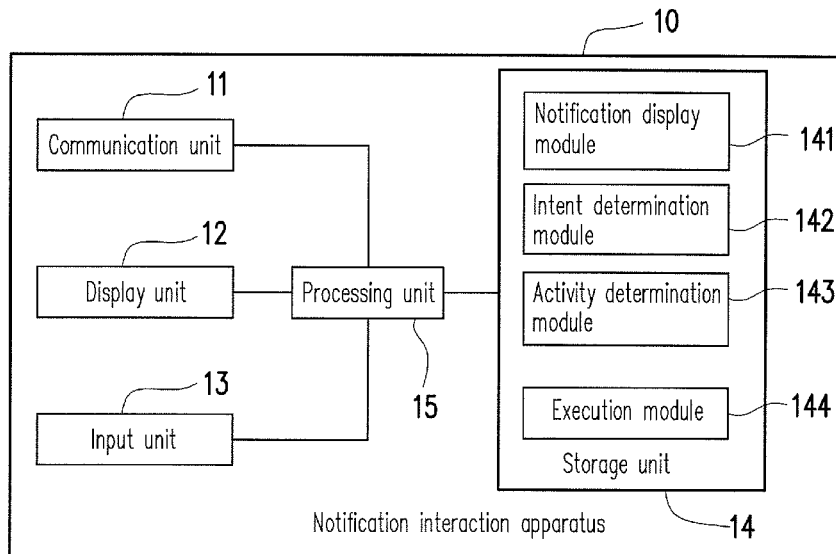 10
11
Communication unit
12
Display unit
13
Input unit
Processing unit
15
Notification display
module
141
Intent determination
module
142
Activity determination
module
143
Execution module
144
Storage unit
14
Notification interaction apparatus